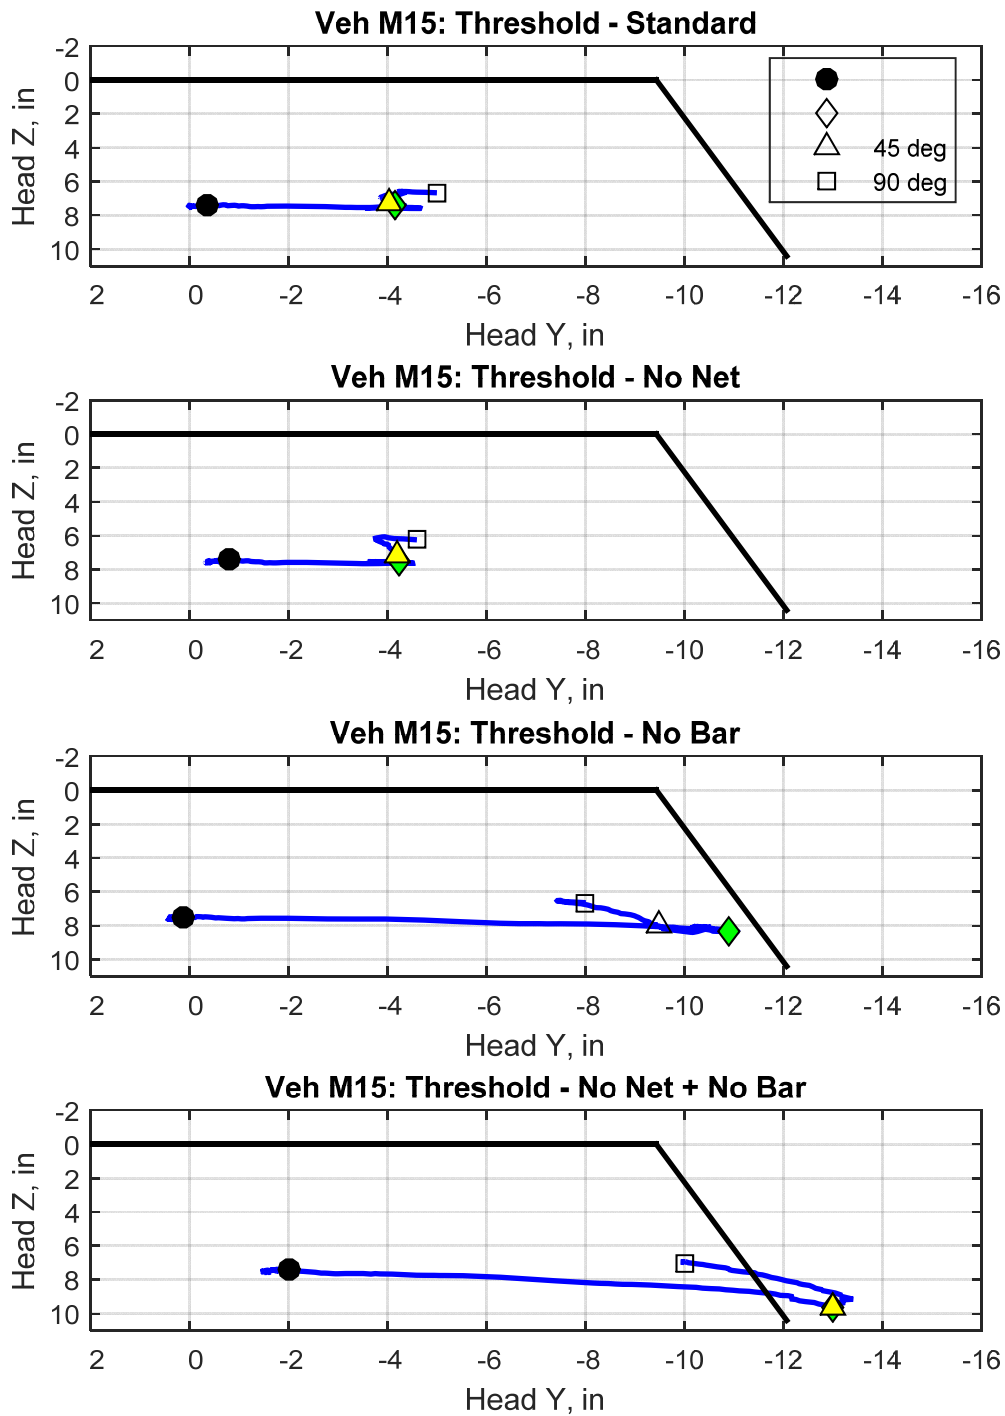 Veh M15: Threshold - Standard
-2
0
2
4
6
8
10
Head Z, in
45 deg
90 deg
2 0 -2 -4 -6 -8 -10 -12 -14 -16
Head Y, in
Veh M15: Threshold - No Net
-2
0
2
4
6
8
10
Head Z, in
2 0 -2 -4 -6 -8 -10 -12 -14 -16
Head Y, in
Veh M15: Threshold - No Bar
-2
0
2
4
6
8
10
Head Z, in
2 0 -2 -4 -6 -8 -10 -12 -14 -16
Head Y, in
Veh M15: Threshold - No Net + No Bar
-2
0
2
4
6
8
10
Head Z, in
2 0 -2 -4 -6 -8 -10 -12 -14 -16
Head Y, in